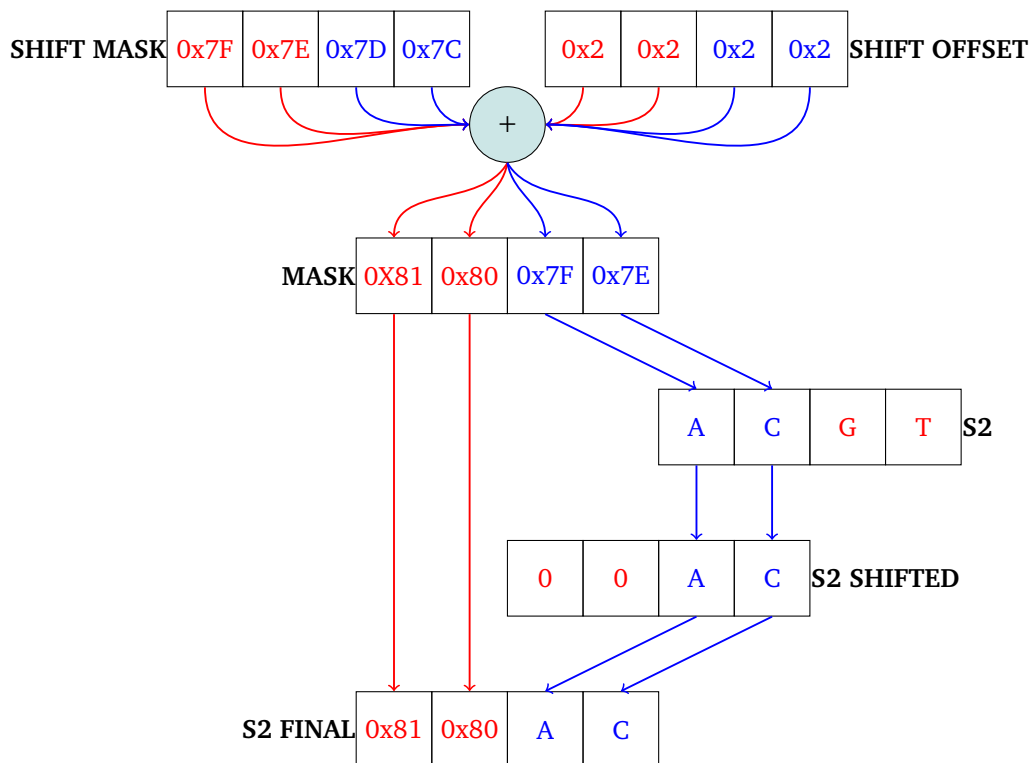 SHIFT MASK 0x7F 0x7E 0x7D 0x7C 0x2 0x2 0x2 0x2 SHIFT OFFSET
+
MASK 0X81 0x80 0x7F 0x7E
A C G T S2
0 0 A C S2 SHIFTED
S2 FINAL 0x81 0x80 A C